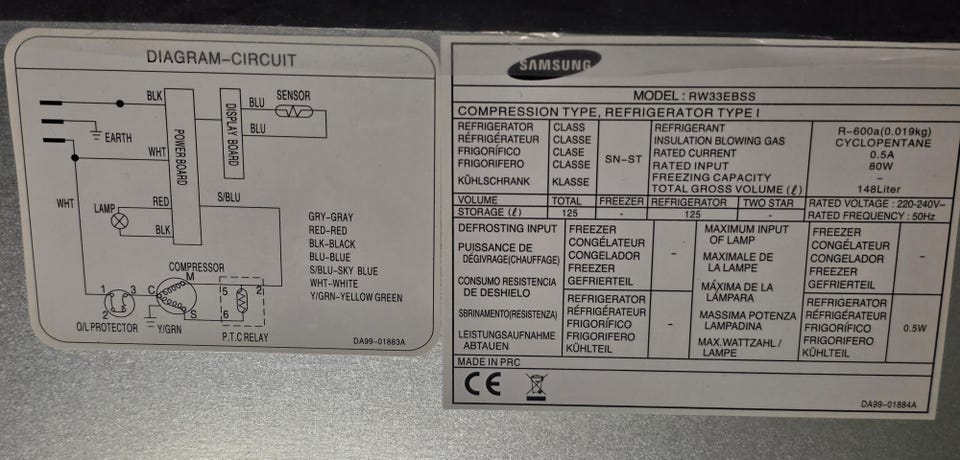 DIAGRAM-CIRCUIT
BLK
BLU
SENSOR
BLU
EARTH
POWER BOARD
DISPLAY BOARD
WHT
WHT
LAMP
RED
BLK
S/BLU
GRY-GRAY
RED-RED
BLK-BLACK
BLU-BLUE
S/BLU-SKY BLUE
WHT-WHITE
Y/GRN-YELLOW GREEN
COMPRESSOR
M
1 3 C 5 2
2 S 6
O/L PROTECTOR
Y/GRN
P.T.C RELAY
DA99-01883A
SAMSUNG
MODEL : RW33EBSS
COMPRESSION TYPE, REFRIGERATOR TYPE I
REFRIGERATOR CLASS
RÉFRIGÉRATEUR CLASSE
FRIGORÍFICO CLASE
FRIGORIFERO CLASSE
KÜHLSCHRANK KLASSE
SN-ST
REFRIGERANT R-600a(0.019kg)
INSULATION BLOWING GAS CYCLOPENTANE
RATED CURRENT 0.5A
RATED INPUT 80W
FREEZING CAPACITY -
TOTAL GROSS VOLUME (ℓ) 148Liter
VOLUME TOTAL FREEZER REFRIGERATOR TWO STAR RATED VOLTAGE : 220-240V~
STORAGE (ℓ) 125 - 125 - RATED FREQUENCY : 50Hz
DEFROSTING INPUT
PUISSANCE DE
DÉGIVRAGE(CHAUFFAGE)
CONSUMO RESISTENCIA
DE DESHIELO
SBRINAMENTO(RESISTENZA)
LEISTUNGSAUFNAHME
ABTAUEN
FREEZER
CONGÉLATEUR
CONGELADOR
FREEZER
GEFRIERTEIL
-
REFRIGERATOR
RÉFRIGÉRATEUR
FRIGORÍFICO
FRIGORIFERO
KÜHLTEIL
-
MAXIMUM INPUT
OF LAMP
MAXIMALE DE
LA LAMPE
MÁXIMA DE LA
LÁMPARA
MASSIMA POTENZA
LAMPADINA
MAX.WATTZAHL/
LAMPE
FREEZER
CONGÉLATEUR
CONGELADOR
FREEZER
GEFRIERTEIL
-
REFRIGERATOR
RÉFRIGÉRATEUR
FRIGORÍFICO
FRIGORIFERO
KÜHLTEIL
0.5W
MADE IN PRC
CE
DA99-01884A